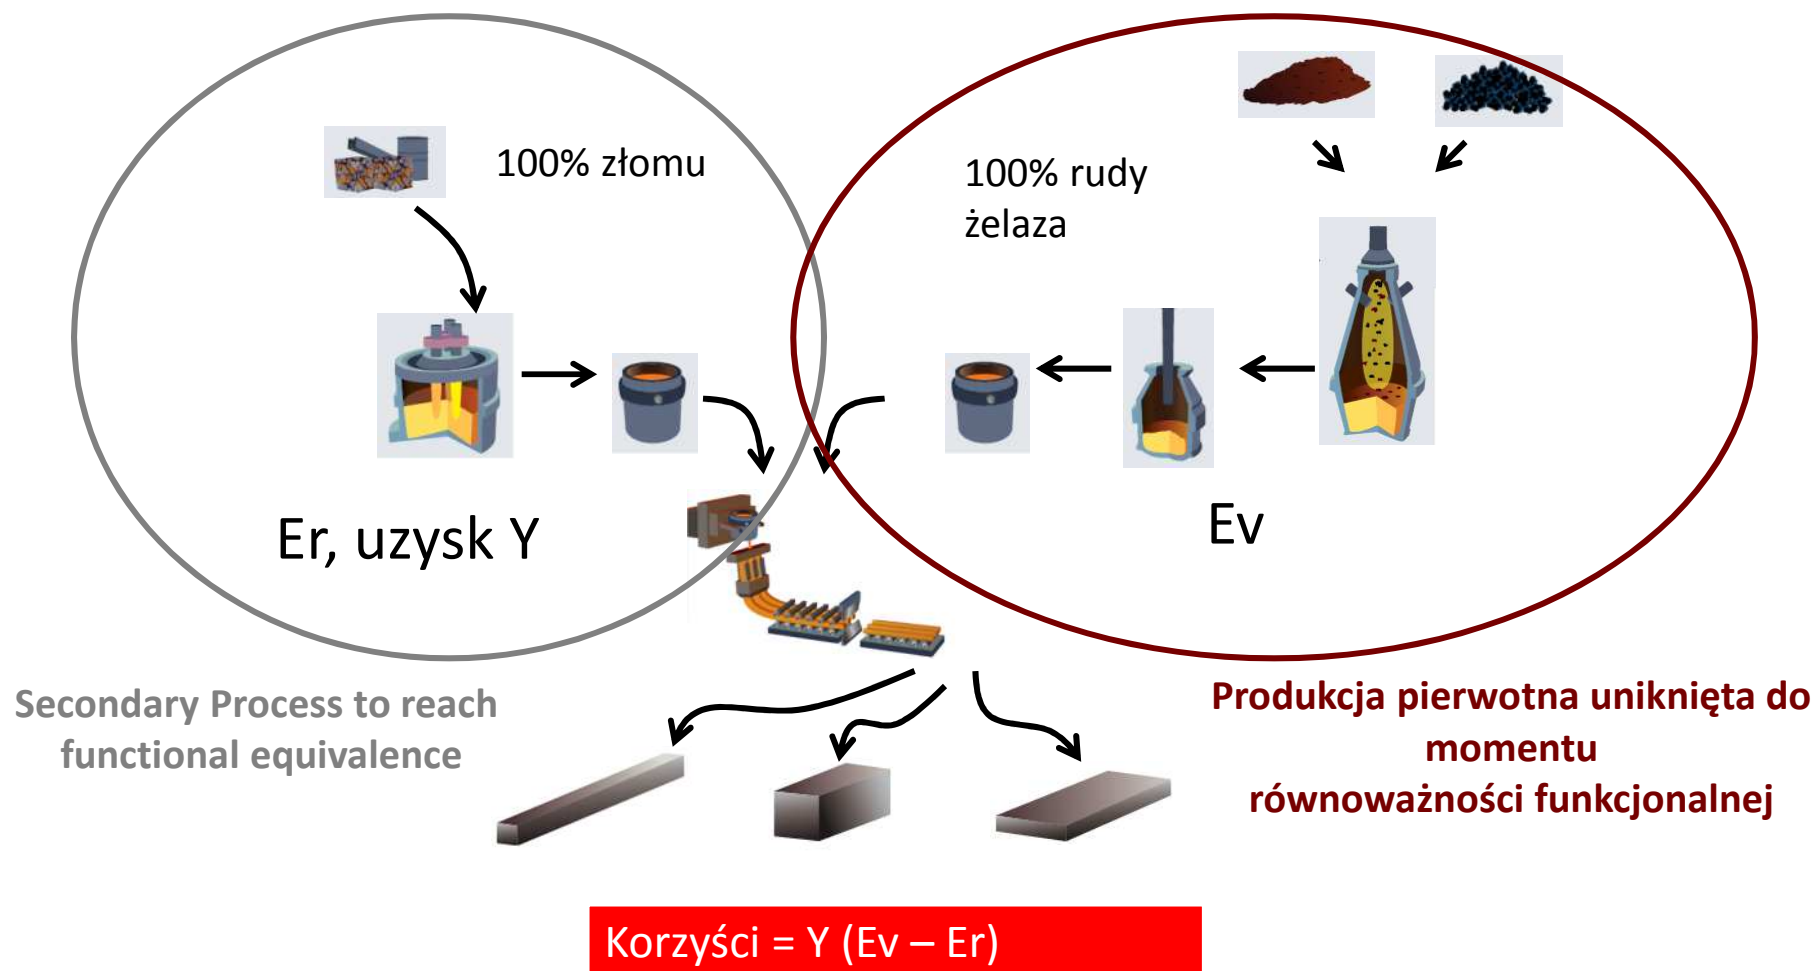 100% złomu
100% rudy
żelaza
Er, uzysk Y
Ev
Secondary Process to reach
functional equivalence
Produkcja pierwotna uniknięta do
momentu
równoważności funkcjonalnej
Korzyści = Y (Ev – Er)